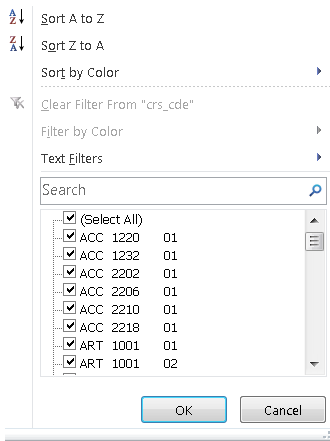 Sort A to Z
Sort Z to A
Sort by Color
Clear Filter From "crs_cde"
Filter by Color
Text Filters
Search
(Select All)
ACC 1220 01
ACC 1232 01
ACC 2202 01
ACC 2206 01
ACC 2210 01
ACC 2218 01
ART 1001 01
ART 1001 02
OK Cancel